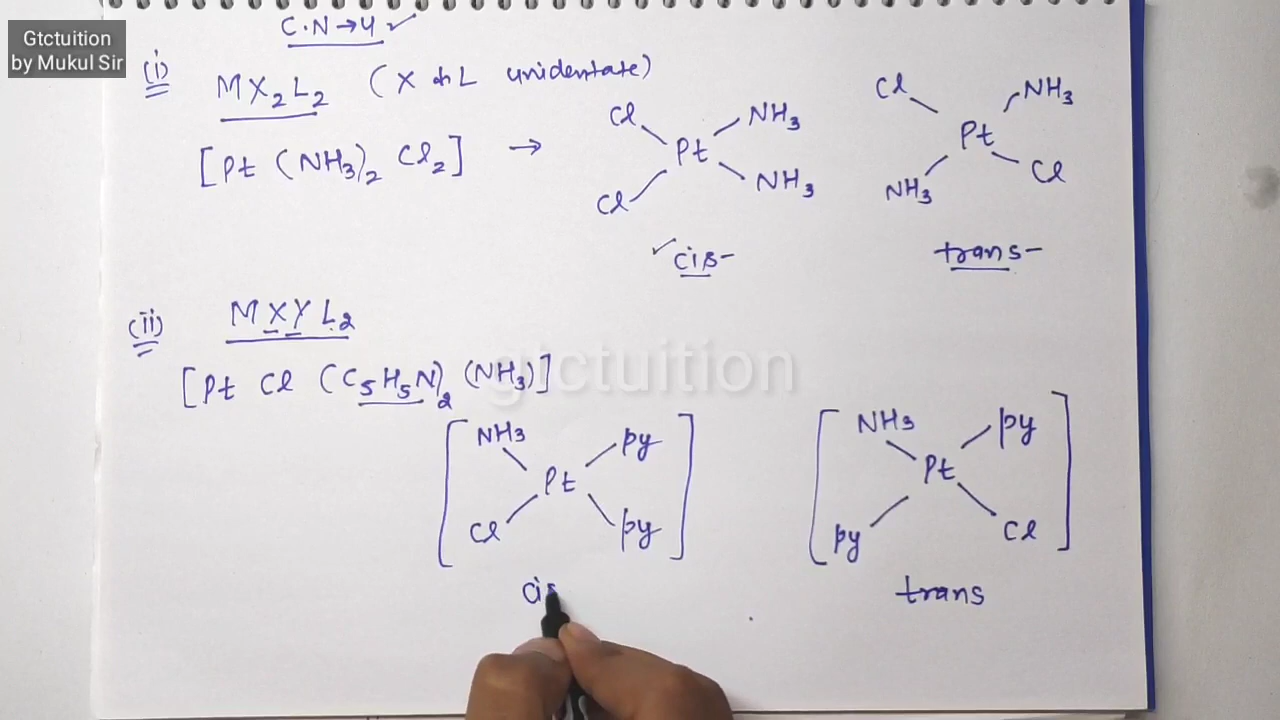 Gtctuition
by Mukul Sir
C.N → 4 ✓
(i) MX₂L₂ (X & L unidentate)
[Pt (NH₃)₂ Cl₂] →
Cl NH₃
Pt
Cl NH₃
✓ cis-
Cl NH₃
Pt
NH₃ Cl
trans-
(ii) MXYL₂
gtctuition
[Pt Cl (C₅H₅N)₂ (NH₃)]
NH₃ py
Pt
Cl py
cis
NH₃ py
Pt
py Cl
trans